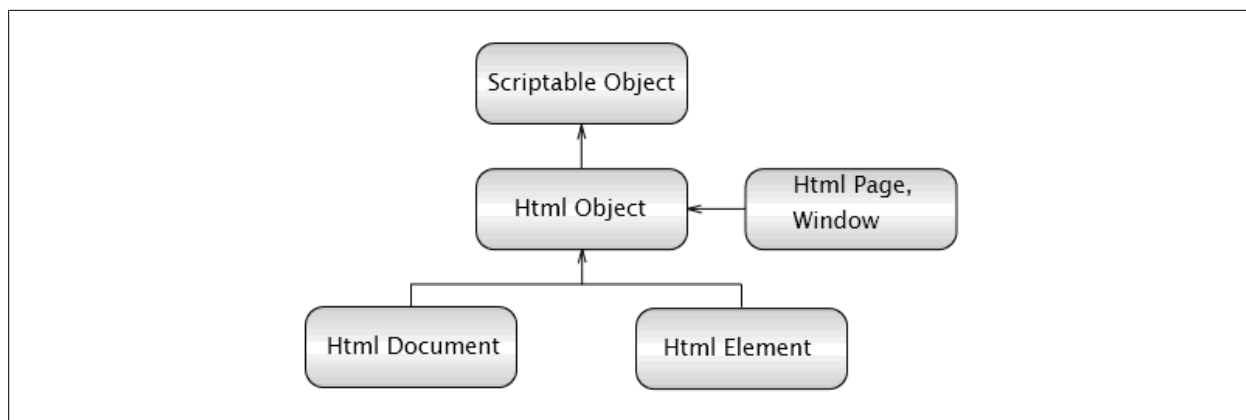 Scriptable Object
Html Object
Html Page,
Window
Html Document
Html Element